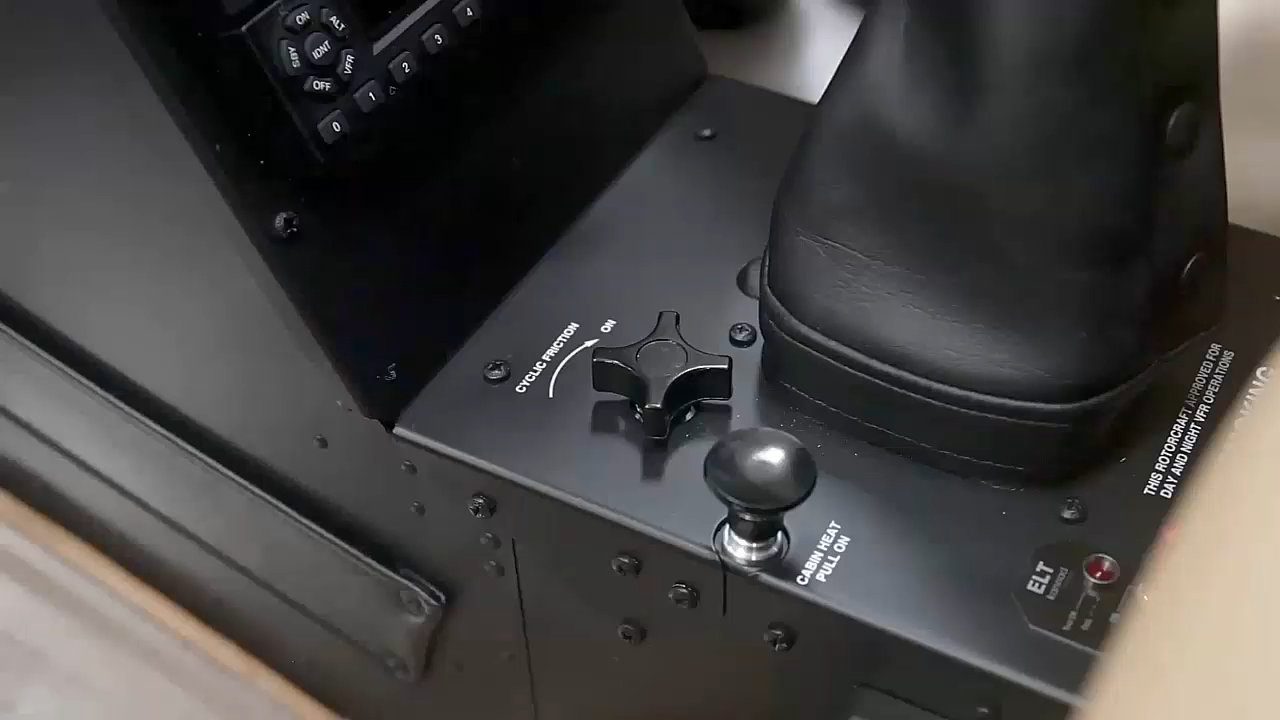 ON
ALT
SBY
IDNT
VFR
OFF
0
1
2
3
4
CYCLIC FRICTION
ON
CABIN HEAT
PULL ON
THIS ROTORCRAFT APPROVED FOR
DAY AND NIGHT VFR OPERATIONS
ELT